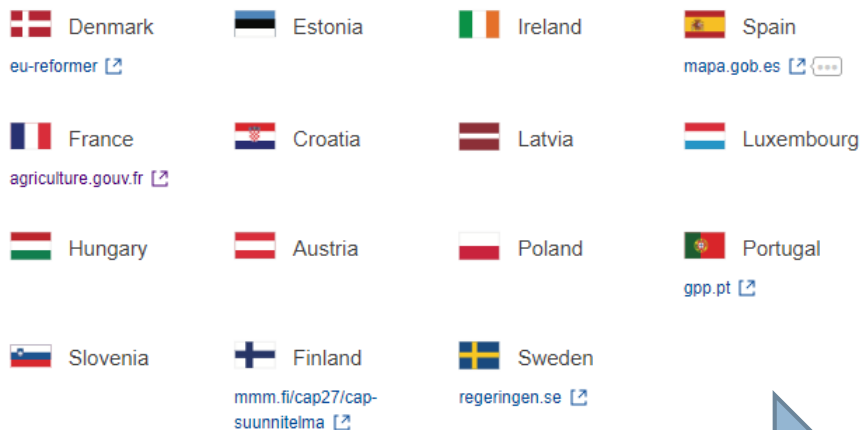 Denmark
Estonia
Ireland
Spain
eu-reformer
mapa.gob.es
France
Croatia
Latvia
Luxembourg
agriculture.gouv.fr
Hungary
Austria
Poland
Portugal
gpp.pt
Slovenia
Finland
Sweden
mmm.fi/cap27/cap-
suunnitelma
regeringen.se